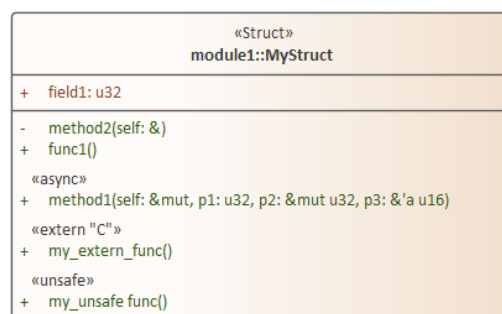 «Struct»
module1::MyStruct
+ field1: u32
- method2(self: &)
+ func1()
«async»
+ method1(self: &mut, p1: u32, p2: &mut u32, p3: &'a u16)
«extern "C"»
+ my_extern_func()
«unsafe»
+ my_unsafe func()